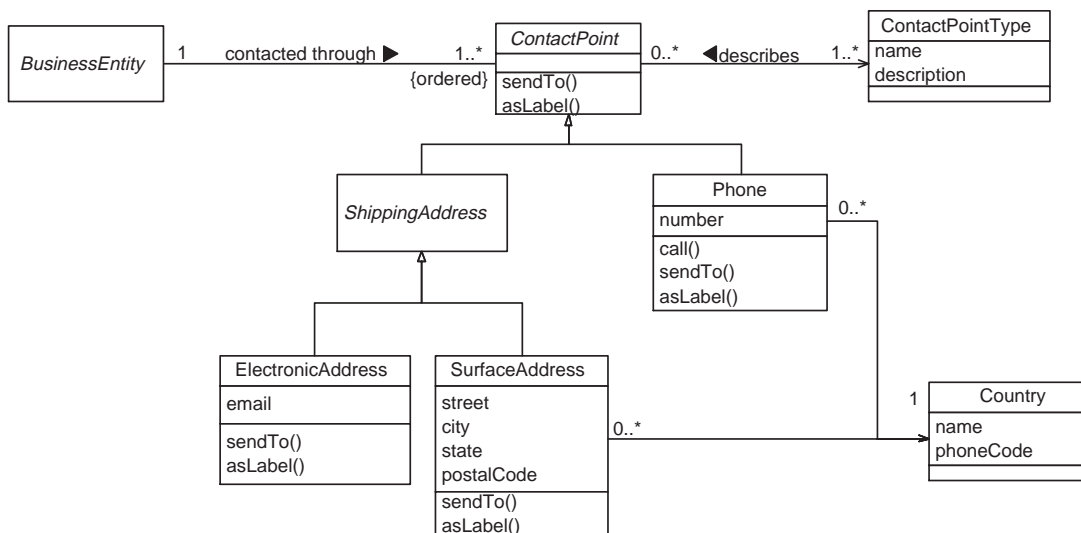 BusinessEntity
1
contacted through ▶
1..*
{ordered}
ContactPoint
sendTo()
asLabel()
0..*
◀describes
1..*
ContactPointType
name
description
ShippingAddress
Phone
number
call()
sendTo()
asLabel()
0..*
ElectronicAddress
email
sendTo()
asLabel()
SurfaceAddress
street
city
state
postalCode
sendTo()
asLabel()
0..*
1
Country
name
phoneCode